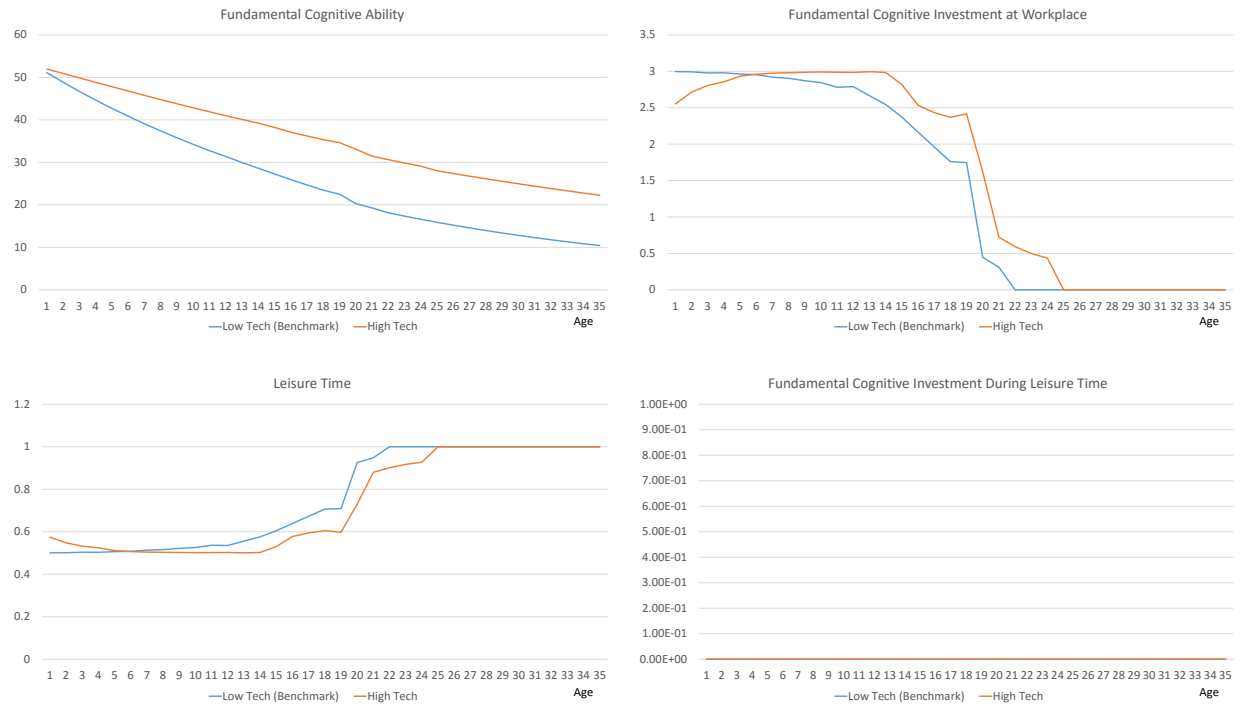 Fundamental Cognitive Ability
60
50
40
30
20
10
0
1 2 3 4 5 6 7 8 9 10 11 12 13 14 15 16 17 18 19 20 21 22 23 24 25 26 27 28 29 30 31 32 33 34 35
Low Tech (Benchmark) High Tech
Age
Fundamental Cognitive Investment at Workplace
3.5
3
2.5
2
1.5
1
0.5
0
1 2 3 4 5 6 7 8 9 10 11 12 13 14 15 16 17 18 19 20 21 22 23 24 25 26 27 28 29 30 31 32 33 34 35
Low Tech (Benchmark) High Tech
Age
Leisure Time
1.2
1
0.8
0.6
0.4
0.2
0
1 2 3 4 5 6 7 8 9 10 11 12 13 14 15 16 17 18 19 20 21 22 23 24 25 26 27 28 29 30 31 32 33 34 35
Low Tech (Benchmark) High Tech
Age
Fundamental Cognitive Investment During Leisure Time
1.00E+00
9.00E-01
8.00E-01
7.00E-01
6.00E-01
5.00E-01
4.00E-01
3.00E-01
2.00E-01
1.00E-01
0.00E+00
1 2 3 4 5 6 7 8 9 10 11 12 13 14 15 16 17 18 19 20 21 22 23 24 25 26 27 28 29 30 31 32 33 34 35
Low Tech (Benchmark) High Tech
Age